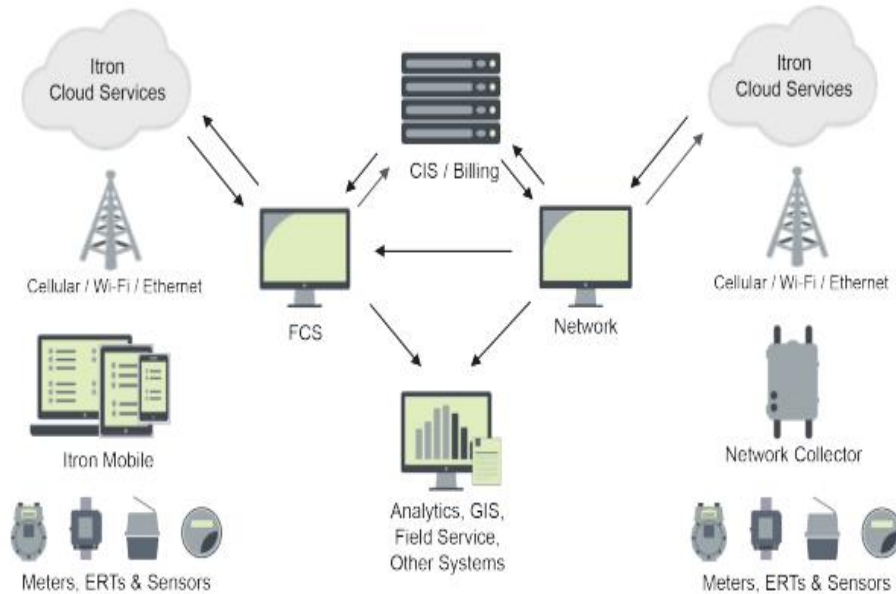 Itron
Cloud Services
CIS / Billing
Itron
Cloud Services
Cellular / Wi-Fi / Ethernet
FCS
Network
Cellular / Wi-Fi / Ethernet
Itron Mobile
Analytics, GIS,
Field Service,
Other Systems
Network Collector
Meters, ERTs & Sensors
Meters, ERTs & Sensors